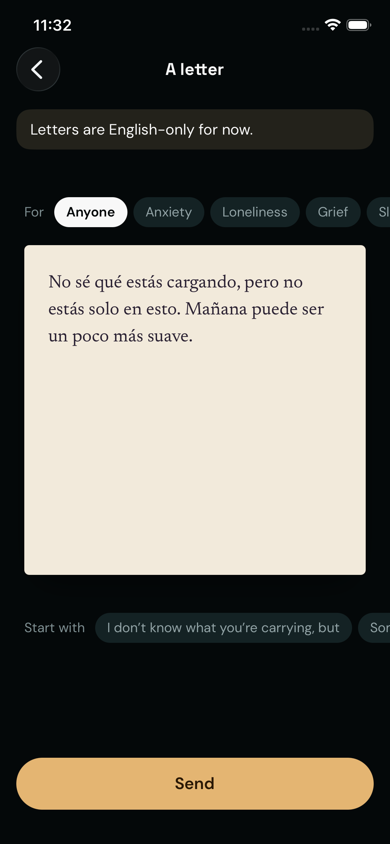 11:32
A letter
Letters are English-only for now.
For Anyone Anxiety Loneliness Grief
No sé qué estás cargando, pero no
estás solo en esto. Mañana puede ser
un poco más suave.
Start with I don’t know what you’re carrying, but
Send